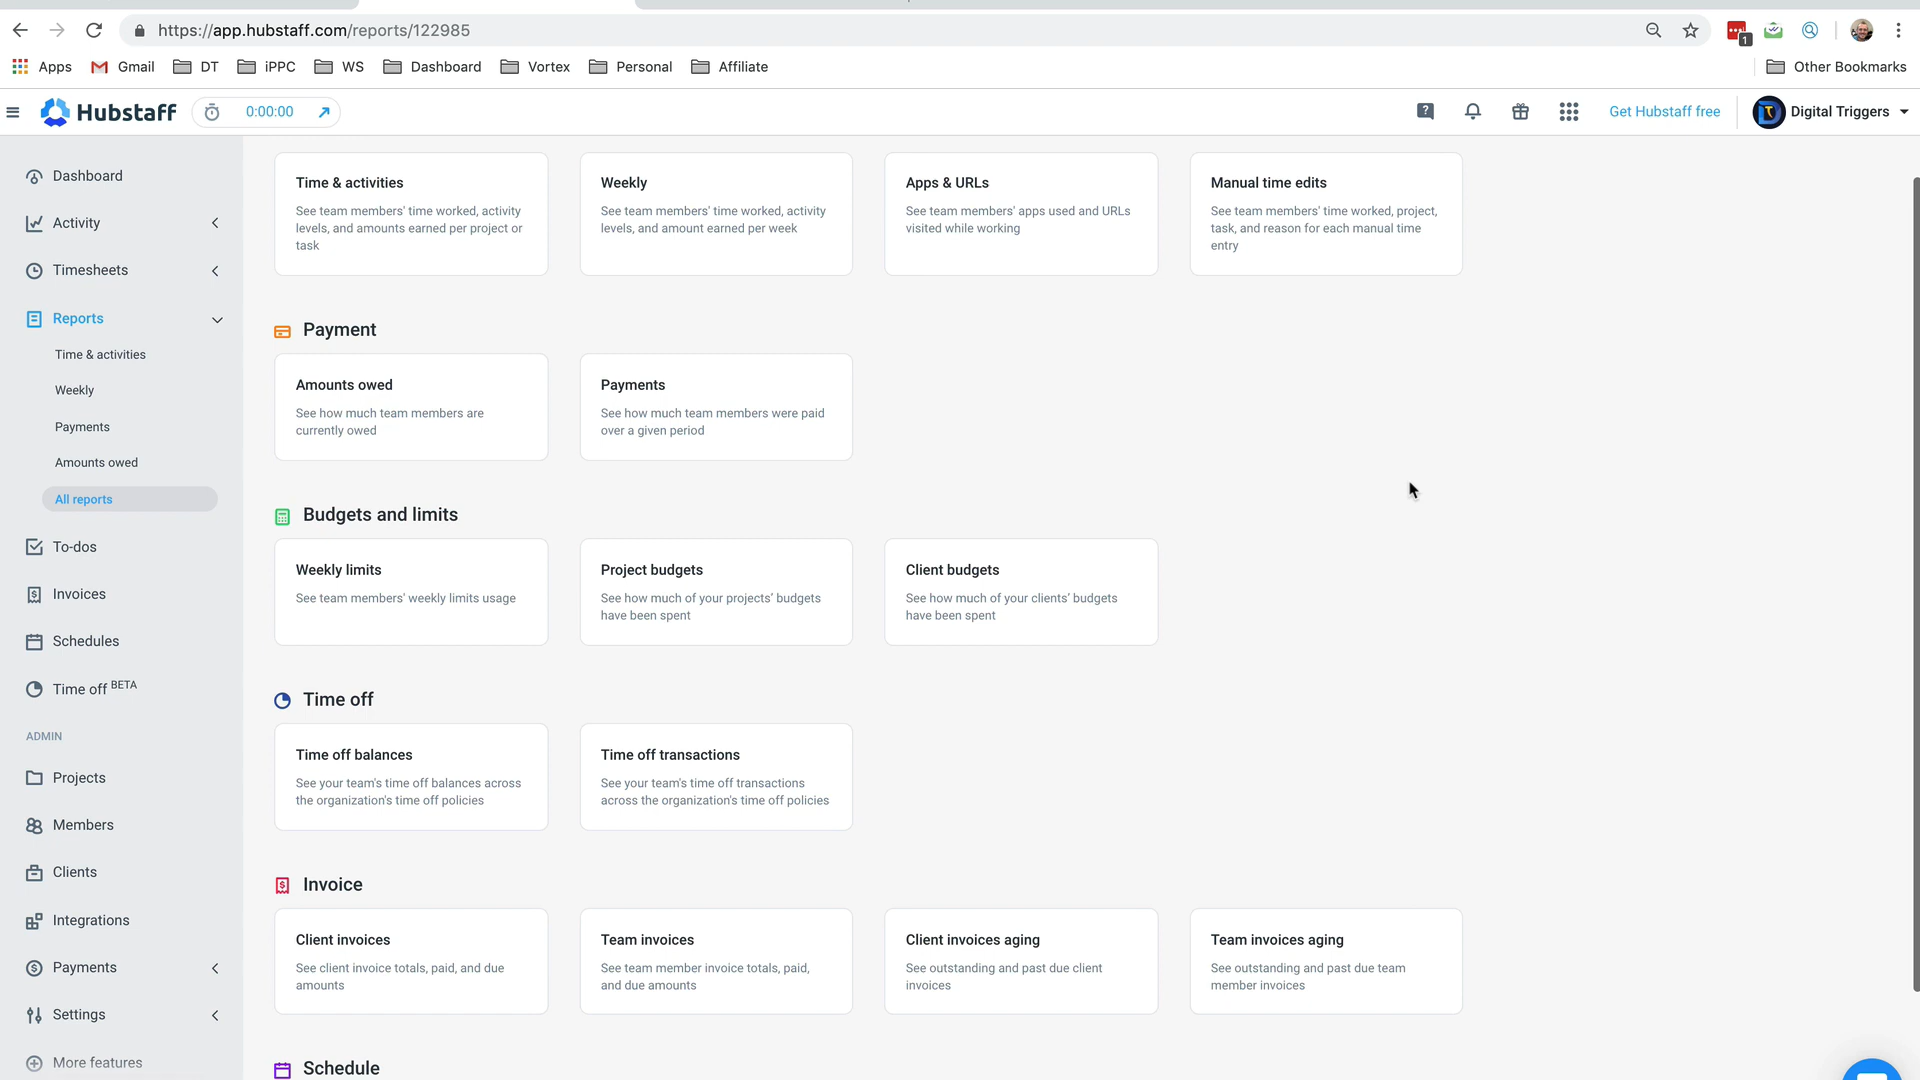 https://app.hubstaff.com/reports/122985
1
Apps
Gmail
DT
iPPC
WS
Dashboard
Vortex
Personal
Affiliate
Other Bookmarks
Hubstaff
0:00:00
?
Get Hubstaff free
T
Digital Triggers
Dashboard
Activity
Timesheets
Reports
Time & activities
Weekly
Payments
Amounts owed
All reports
To-dos
Invoices
Schedules
Time off BETA
ADMIN
Projects
Members
Clients
Integrations
Payments
Settings
More features
Time & activities
See team members' time worked, activity
levels, and amounts earned per project or
task
Weekly
See team members' time worked, activity
levels, and amount earned per week
Apps & URLs
See team members' apps used and URLs
visited while working
Manual time edits
See team members' time worked, project,
task, and reason for each manual time
entry
Payment
Amounts owed
See how much team members are
currently owed
Payments
See how much team members were paid
over a given period
Budgets and limits
Weekly limits
See team members' weekly limits usage
Project budgets
See how much of your projects’ budgets
have been spent
Client budgets
See how much of your clients’ budgets
have been spent
Time off
Time off balances
See your team's time off balances across
the organization's time off policies
Time off transactions
See your team's time off transactions
across the organization's time off policies
Invoice
Client invoices
See client invoice totals, paid, and due
amounts
Team invoices
See team member invoice totals, paid,
and due amounts
Client invoices aging
See outstanding and past due client
invoices
Team invoices aging
See outstanding and past due team
member invoices
Schedule